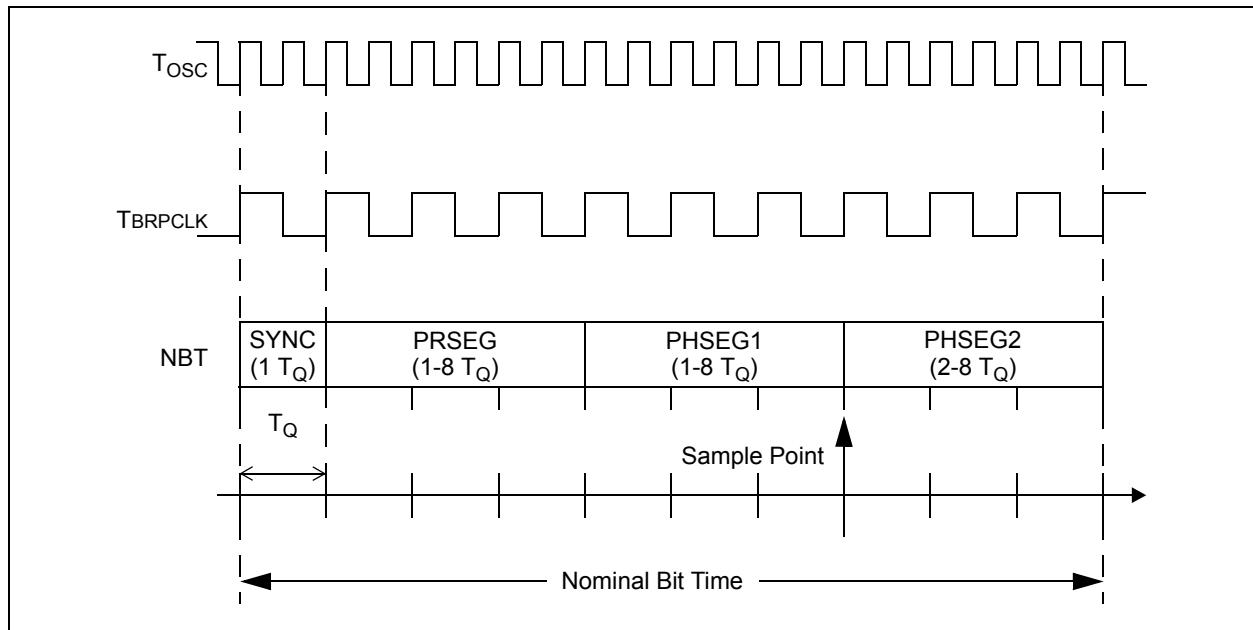 TOSC
TBRPCLK
NBT
SYNC
(1 TQ)
PRSEG
(1-8 TQ)
PHSEG1
(1-8 TQ)
PHSEG2
(2-8 TQ)
TQ
Sample Point
Nominal Bit Time